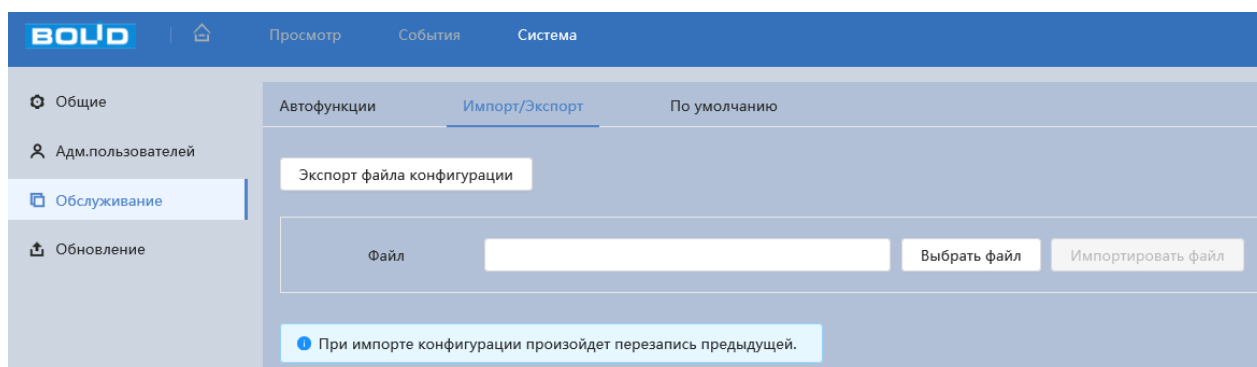 BOLID Просмотр События Система
Общие
Адм.пользователей
Обслуживание
Обновление
Автофункции Импорт/Экспорт По умолчанию
Экспорт файла конфигурации
Файл Выбрать файл Импортировать файл
При импорте конфигурации произойдет перезапись предыдущей.